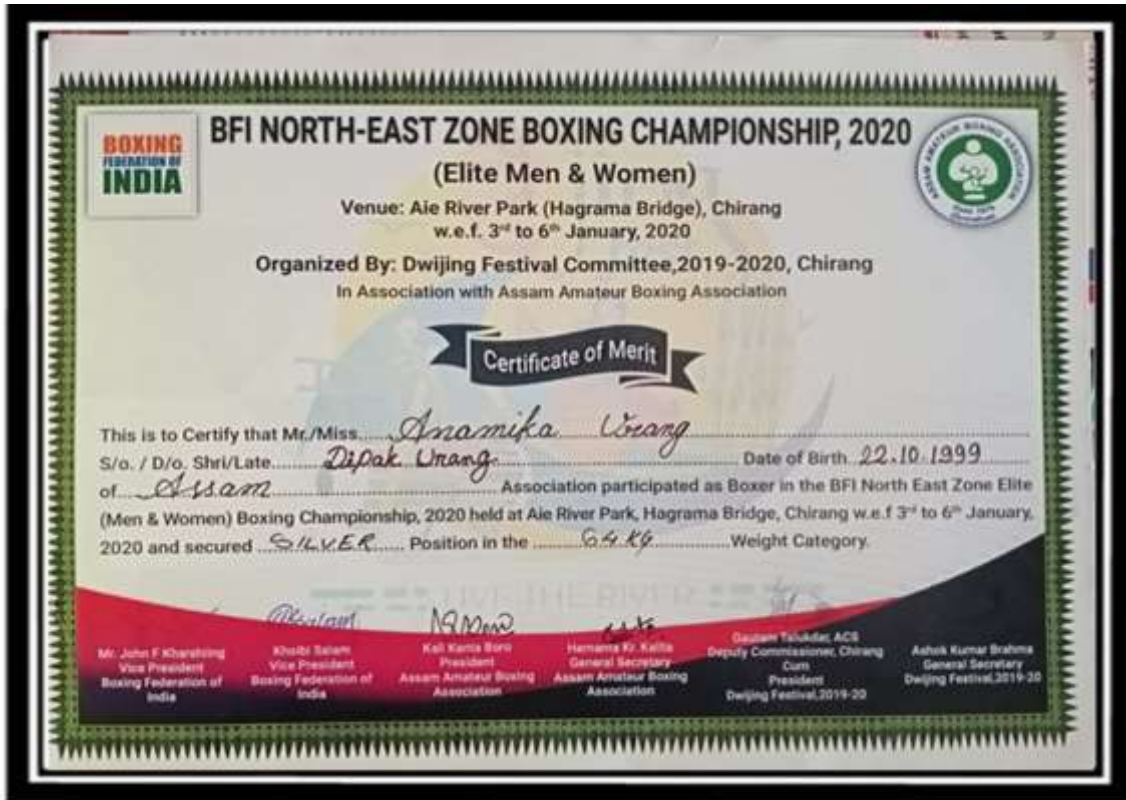 BOXING
FEDERATION OF
INDIA
BFI NORTH-EAST ZONE BOXING CHAMPIONSHIP, 2020
(Elite Men & Women)
Venue: Aie River Park (Hagrama Bridge), Chirang
w.e.f. 3rd to 6th January, 2020
Organized By: Dwijing Festival Committee,2019-2020, Chirang
In Association with Assam Amateur Boxing Association
ASSAM AMATEUR BOXING ASSOCIATION
Certificate of Merit
This is to Certify that Mr./Miss.... Anamika Urang
S/o. / D/o. Shri/Late.... Dipak Urang. Date of Birth 22.10.1999
of.... Assam .... Association participated as Boxer in the BFI North East Zone Elite
(Men & Women) Boxing Championship, 2020 held at Aie River Park, Hagrama Bridge, Chirang w.e.f 3rd to 6th January,
2020 and secured .... SILVER .... Position in the .... 64 KG .... Weight Category.
LIVE THE RIVER
Mr. John F Kharshiing
Vice President
Boxing Federation of
India
Khoibi Salam
Vice President
Boxing Federation of
India
Kali Kanta Boro
President
Assam Amateur Boxing
Association
Hemanta Kr. Kalita
General Secretary
Assam Amateur Boxing
Association
Gautam Talukdar, ACS
Deputy Commissioner, Chirang
Cum
President
Dwijing Festival,2019-20
Ashok Kumar Brahma
General Secretary
Dwijing Festival,2019-20